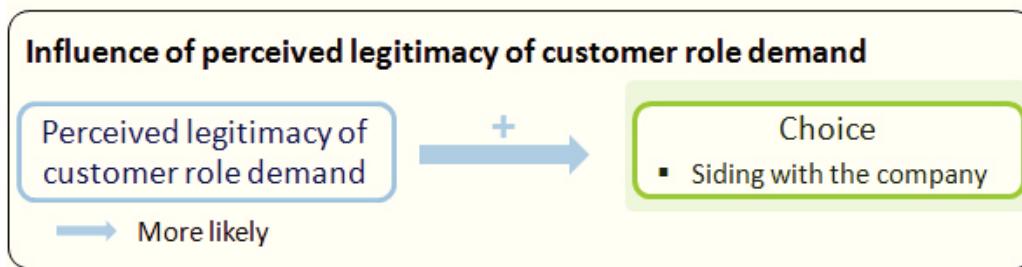 Influence of perceived legitimacy of customer role demand
Perceived legitimacy of
customer role demand
+
Choice
▪ Siding with the company
More likely